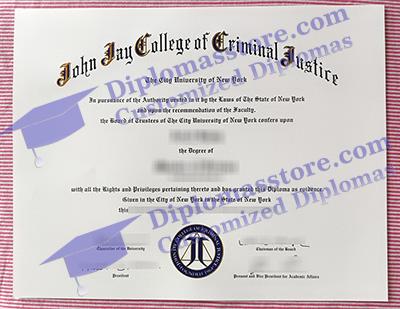 John Jay College of Criminal Justice
The City University of New York
In pursuance of the Authority vested in it by the Laws of The State of New York
and upon the recommendation of the Faculty,
the Board of Trustees of The City University of New York confers upon
the Degree of
with all the Rights and Privileges pertaining thereto and has granted this Diploma as evidence
Given in the City of New York in the State of New York
this
Chancellor of the University
Chairman of the Board
President
Provost and Vice President for Academic Affairs
Diplomasstore.com
Customized Diplomas
Diplomasstore.com
Customized Diplomas